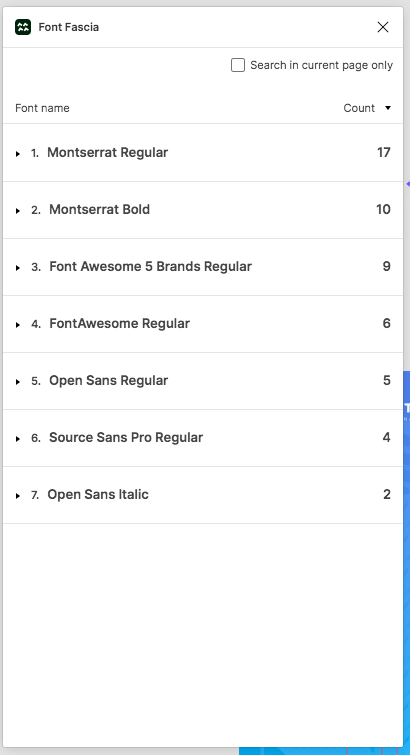 Font Fascia
Search in current page only
Font name Count
1. Montserrat Regular 17
2. Montserrat Bold 10
3. Font Awesome 5 Brands Regular 9
4. FontAwesome Regular 6
5. Open Sans Regular 5
6. Source Sans Pro Regular 4
7. Open Sans Italic 2